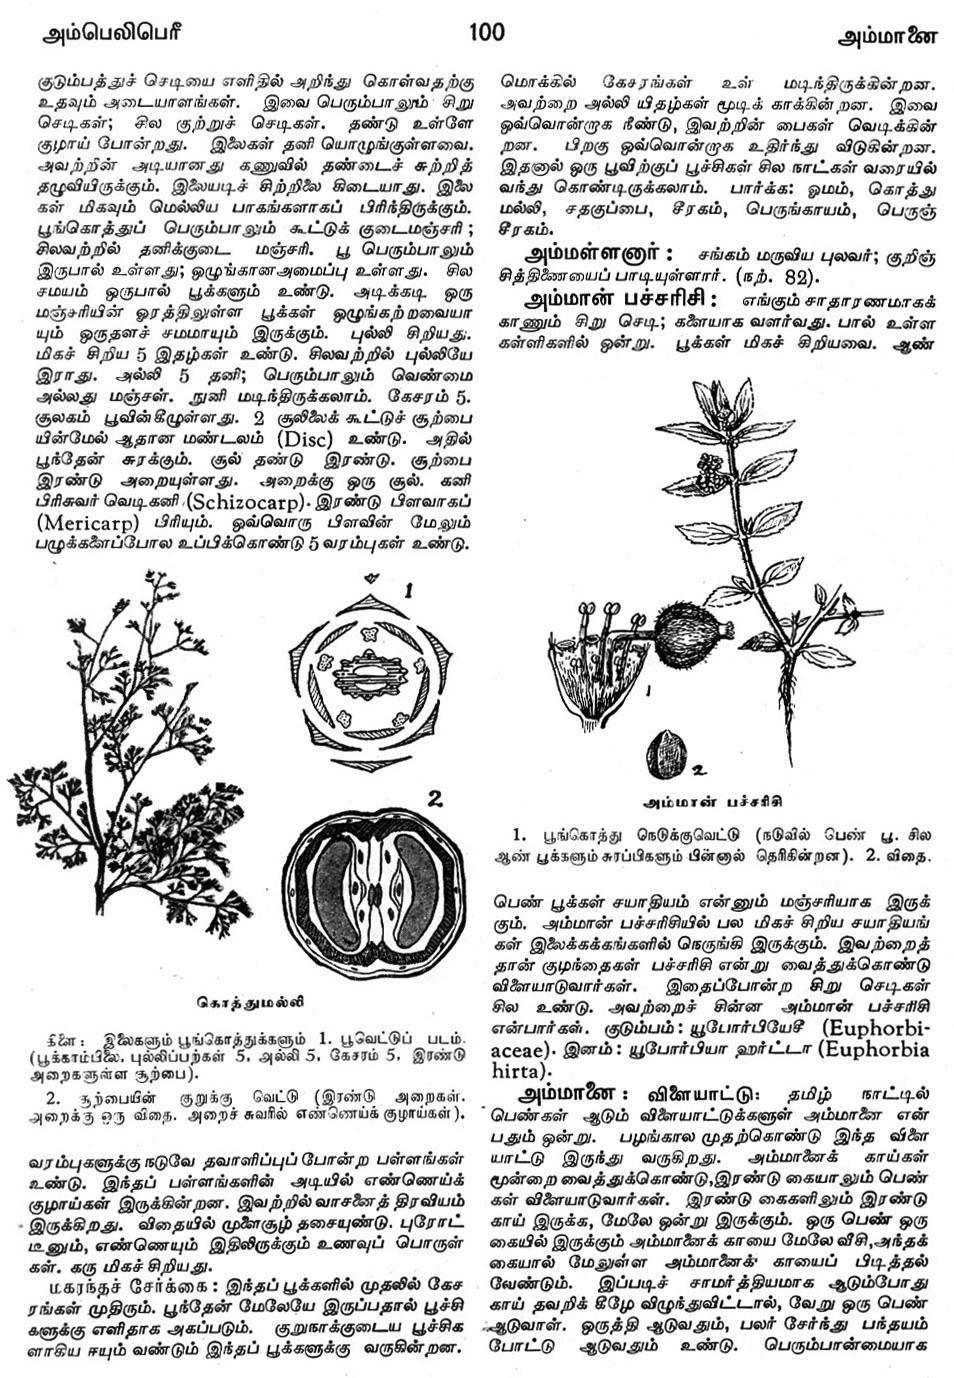 அம்பெலிபெரீ
100
அம்மானை
குடும்பத்துச் செடியை எளிதில் அறிந்து கொள்வதற்கு
உதவும் அடையாளங்கள். இவை பெரும்பாலும் சிறு
செடிகள்; சில குற்றுச் செடிகள். தண்டு உள்ளே
குழாய் போன்றது. இலைகள் தனி யொழுங்குள்ளவை.
அவற்றின் அடியானது கணுவில் தண்டைச் சுற்றித்
தழுவியிருக்கும். இலையடிச் சிற்றிலை கிடையாது. இலை
கள் மிகவும் மெல்லிய பாகங்களாகப் பிரிந்திருக்கும்.
பூங்கொத்துப் பெரும்பாலும் கூட்டுக் குடைமஞ்சரி;
சிலவற்றில் தனிக்குடை மஞ்சரி. பூ பெரும்பாலும்
இருபால் உள்ளது; ஒழுங்கான அமைப்பு உள்ளது. சில
சமயம் ஒருபால் பூக்களும் உண்டு. அடிக்கடி ஒரு
மஞ்சரியின் ஓரத்திலுள்ள பூக்கள் ஒழுங்கற்றவையா
யும் ஒருதளச் சமமாயும் இருக்கும். புல்லி சிறியது.
மிகச் சிறிய 5 இதழ்கள் உண்டு. சிலவற்றில் புல்லியே
இராது. அல்லி 5 தனி; பெரும்பாலும் வெண்மை
அல்லது மஞ்சள். நுனி மடிந்திருக்கலாம். கேசரம் 5.
சூலகம் பூவின்கீழுள்ளது. 2 சூலிலைக் கூட்டுச் சூற்பை
யின்மேல் ஆதான மண்டலம் (Disc) உண்டு. அதில்
பூந்தேன் சுரக்கும். சூல் தண்டு இரண்டு. சூற்பை
இரண்டு அறையுள்ளது. அறைக்கு ஒரு சூல். கனி
பிரிசுவர் வெடிகனி (Schizocarp). இரண்டு பிளவாகப்
(Mericarp) பிரியும். ஒவ்வொரு பிளவின் மேலும்
பழுக்களைப்போல உப்பிக்கொண்டு 5 வரம்புகள் உண்டு.
1
2
கொத்துமல்லி
கிளை: இலைகளும் பூங்கொத்துக்களும் 1. பூவெட்டுப் படம்.
(பூக்காம்பிலை, புல்லிப்பற்கள் 5, அல்லி 5, கேசரம் 5, இரண்டு
அறைகளுள்ள சூற்பை).
2. சூற்பையின் குறுக்கு வெட்டு (இரண்டு அறைகள்.
அறைக்கு ஒரு விதை. அறைச் சுவரில் எண்ணெய்க் குழாய்கள்).
வரம்புகளுக்கு நடுவே தவாளிப்புப் போன்ற பள்ளங்கள்
உண்டு. இந்தப் பள்ளங்களின் அடியில் எண்ணெய்க்
குழாய்கள் இருக்கின்றன. இவற்றில் வாசனைத் திரவியம்
இருக்கிறது. விதையில் முளைசூழ் தசையுண்டு. புரோட்
டீனும், எண்ணெயும் இதிலிருக்கும் உணவுப் பொருள்
கள். கரு மிகச் சிறியது.
மகரந்தச் சேர்க்கை : இந்தப் பூக்களில் முதலில் கேச
ரங்கள் முதிரும். பூந்தேன் மேலேயே இருப்பதால் பூச்சி
களுக்கு எளிதாக அகப்படும். குறுநாக்குடைய பூச்சிக
ளாகிய ஈயும் வண்டும் இந்தப் பூக்களுக்கு வருகின்றன.
மொக்கில் கேசரங்கள் உள் மடிந்திருக்கின்றன.
அவற்றை அல்லி யிதழ்கள் மூடிக் காக்கின்றன. இவை
ஒவ்வொன்றாக நீண்டு, இவற்றின் பைகள் வெடிக்கின்
றன. பிறகு ஒவ்வொன்றாக உதிர்ந்து விடுகின்றன.
இதனால் ஒரு பூவிற்குப் பூச்சிகள் சில நாட்கள் வரையில்
வந்து கொண்டிருக்கலாம். பார்க்க: ஓமம், கொத்து
மல்லி, சதகுப்பை, சீரகம், பெருங்காயம், பெருஞ்
சீரகம்.
அம்மள்ளனார் : சங்கம் மருவிய புலவர்; குறிஞ்
சித்திணையைப் பாடியுள்ளார். (நற். 82).
அம்மான் பச்சரிசி : எங்கும் சாதாரணமாகக்
காணும் சிறு செடி; களையாக வளர்வது. பால் உள்ள
கள்ளிகளில் ஒன்று. பூக்கள் மிகச் சிறியவை. ஆண்
1
2
அம்மான் பச்சரிசி
1. பூங்கொத்து நெடுக்குவெட்டு (நடுவில் பெண் பூ. சில
ஆண் பூக்களும் சுரப்பிகளும் பின்னால் தெரிகின்றன). 2. விதை.
பெண் பூக்கள் சயாதியம் என்னும் மஞ்சரியாக இருக்
கும். அம்மான் பச்சரிசியில் பல மிகச் சிறிய சயாதியங்
கள் இலைக்கக்கங்களில் நெருங்கி இருக்கும். இவற்றைத்
தான் குழந்தைகள் பச்சரிசி என்று வைத்துக்கொண்டு
விளையாடுவார்கள். இதைப்போன்ற சிறு செடிகள்
சில உண்டு. அவற்றைச் சின்ன அம்மான் பச்சரிசி
என்பார்கள். குடும்பம் : யூபோர்பியேசீ (Euphorbi-
aceae). இனம் : யூபோர்பியா ஹர்ட்டா (Euphorbia
hirta).
அம்மானை : விளையாட்டு: தமிழ் நாட்டில்
பெண்கள் ஆடும் விளையாட்டுக்களுள் அம்மானை என்
பதும் ஒன்று. பழங்கால முதற்கொண்டு இந்த விளை
யாட்டு இருந்து வருகிறது. அம்மானைக் காய்கள்
மூன்றை வைத்துக்கொண்டு, இரண்டு கையாலும் பெண்
கள் விளையாடுவார்கள். இரண்டு கைகளிலும் இரண்டு
காய் இருக்க, மேலே ஒன்று இருக்கும். ஒரு பெண் ஒரு
கையில் இருக்கும் அம்மானைக் காயை மேலே வீசி, அந்தக்
கையால் மேலுள்ள அம்மானைக் காயைப் பிடித்தல்
வேண்டும். இப்படிச் சாமர்த்தியமாக ஆடும்போது
காய் தவறிக் கீழே விழுந்துவிட்டால், வேறு ஒரு பெண்
ஆடுவாள். ஒருத்தி ஆடுவதும், பலர் சேர்ந்து பந்தயம்
போட்டு ஆடுவதும் உண்டு. பெரும்பான்மையாக